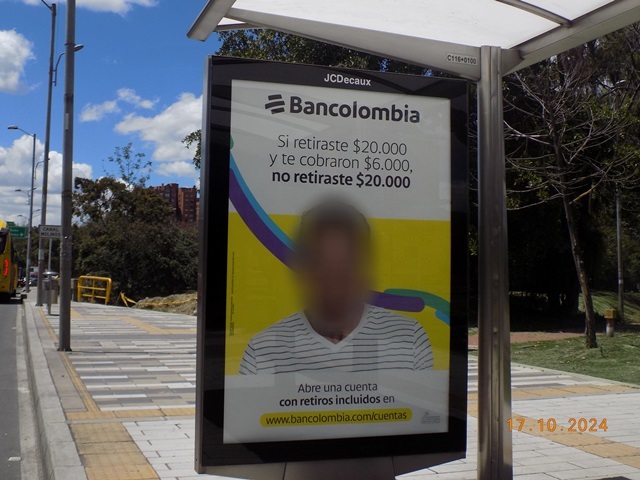 C116+0100
JCDecaux
Bancolombia
Si retiraste $20.000
y te cobraron $6.000,
no retiraste $20.000
Abre una cuenta
con retiros incluidos en
www.bancolombia.com/cuentas
17.10.2024